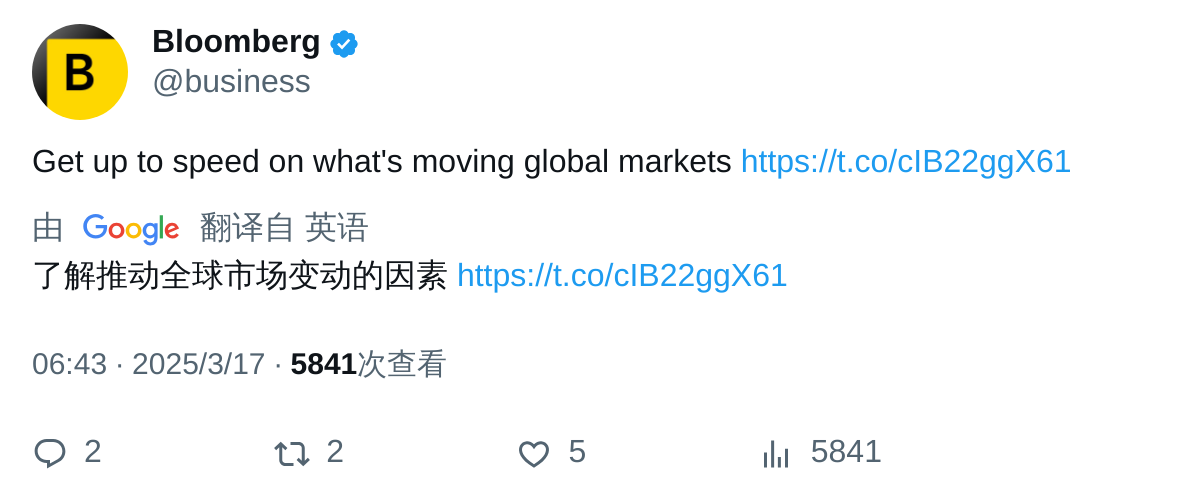 B
Bloomberg
@business
Get up to speed on what's moving global markets https://t.co/cIB22ggX61
由 Google 翻译自 英语
了解推动全球市场变动的因素 https://t.co/cIB22ggX61
06:43 · 2025/3/17 · 5841次查看
2 2 5 5841